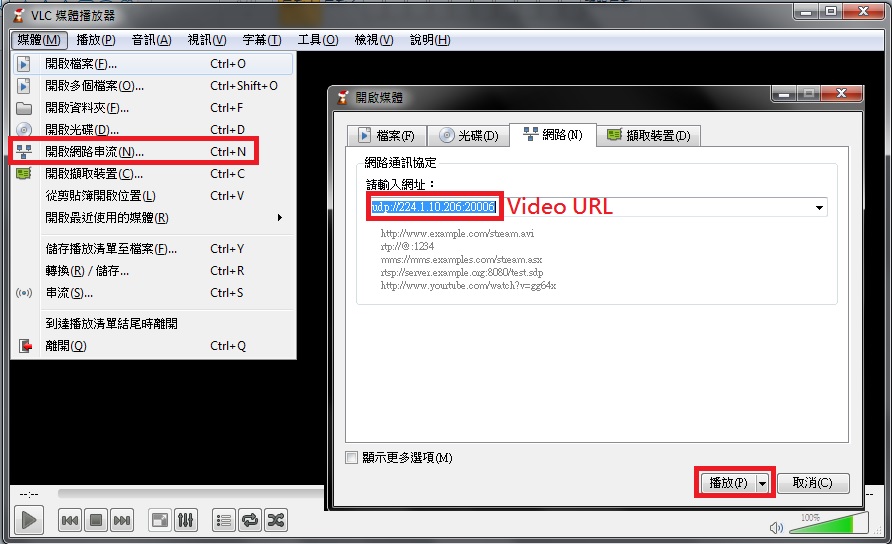 VLC 媒體播放器
媒體(M) 播放(P) 音訊(A) 視訊(V) 字幕(T) 工具(O) 檢視(V) 說明(H)
開啟檔案(F)... Ctrl+O
開啟多個檔案(O)... Ctrl+Shift+O
開啟資料夾(F)... Ctrl+F
開啟光碟(D)... Ctrl+D
開啟網路串流(N)... Ctrl+N
開啟擷取裝置(C)... Ctrl+C
從剪貼簿開啟位置(L) Ctrl+V
開啟最近使用的媒體(R)
儲存播放清單至檔案(F)... Ctrl+Y
轉換(R) / 儲存... Ctrl+R
串流(S)... Ctrl+S
到達播放清單結尾時離開
離開(Q) Ctrl+Q
開啟媒體
檔案(F) 光碟(D) 網路(N) 擷取裝置(D)
網路通訊協定
請輸入網址：
udp://224.1.10.206:20006 Video URL
http://www.example.com/stream.avi
rtp://@:1234
mms://mms.examples.com/stream.asx
rtsp://server.example.org:8080/test.sdp
http://www.yourtube.com/watch?v=gg64x
顯示更多選項(M)
播放(P) 取消(C)
--:-- --
100%